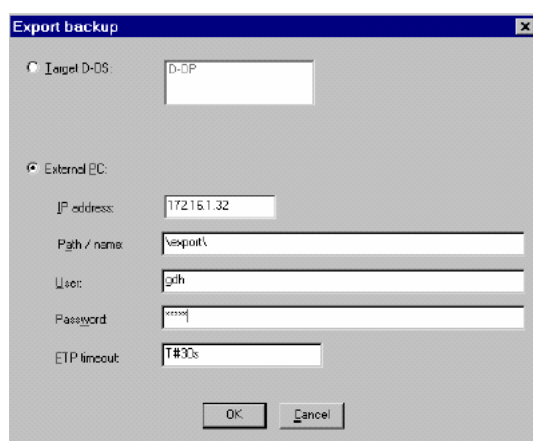 Export backup
Target D-OS:
D-OP
External PC:
IP address:
172.16.1.32
Path / name:
\export\
User:
gdh
Password:
*****
FTP timeout:
T#30s
OK
Cancel